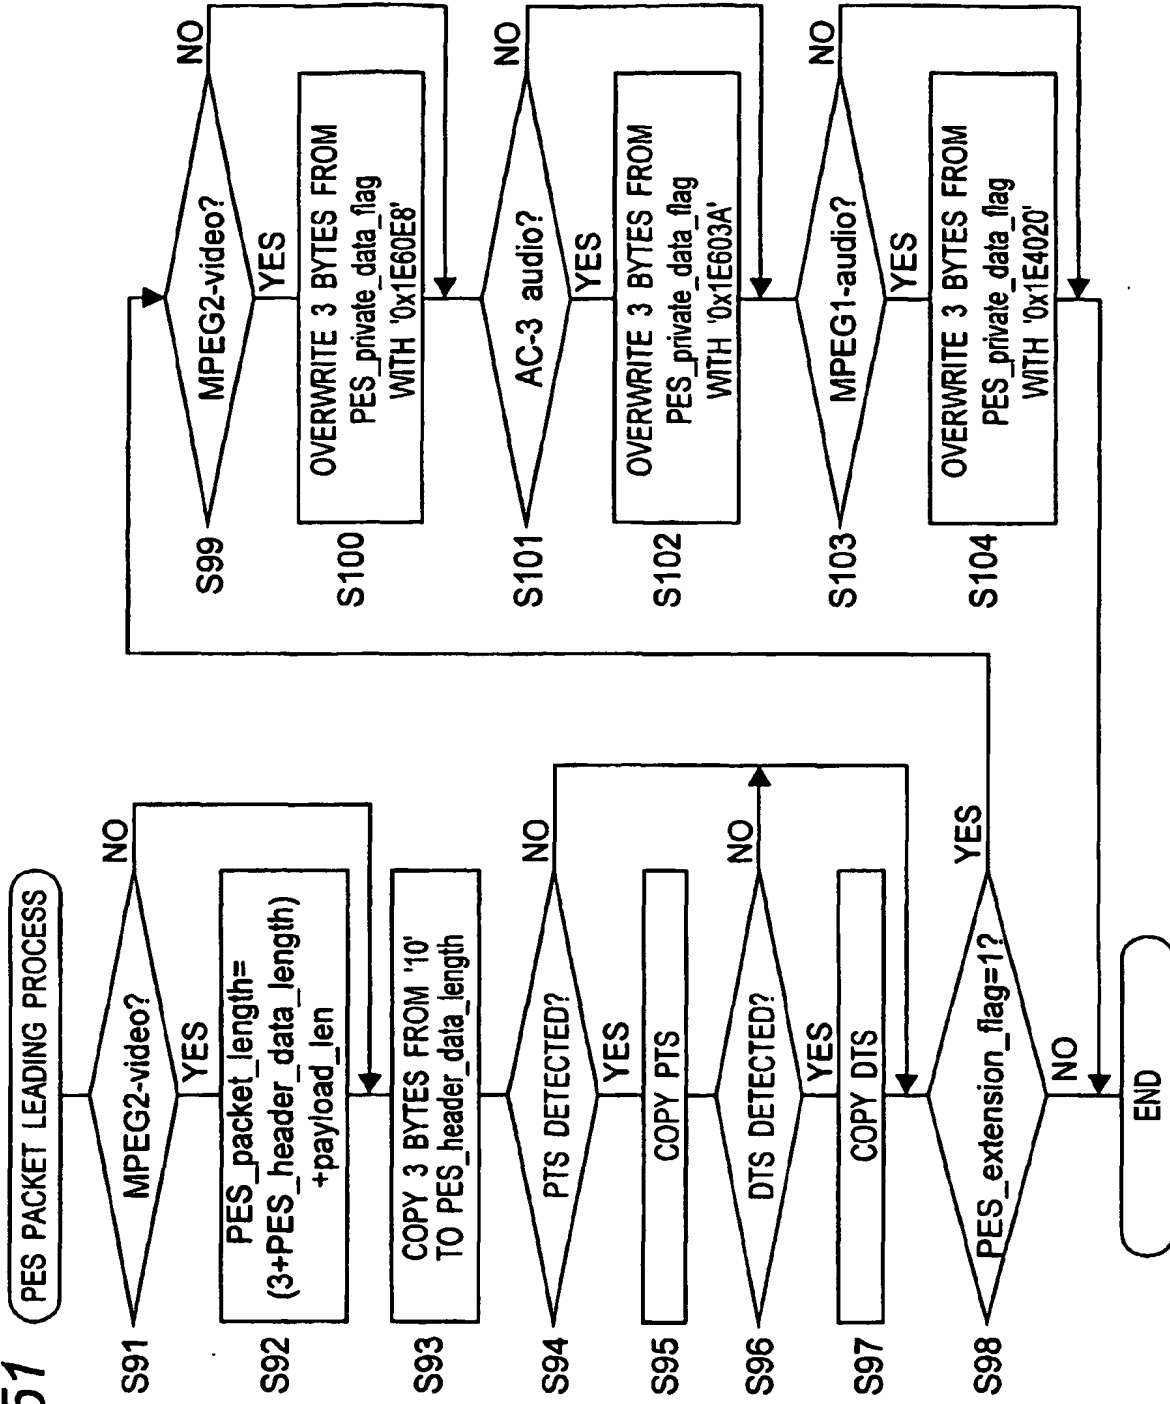 51
PES PACKET LEADING PROCESS
S91
MPEG2-video?
NO
YES
S92
PES_packet_length=
(3+PES_header_data_length)
+payload_len
S93
COPY 3 BYTES FROM '10'
TO PES_header_data_length
S94
PTS DETECTED?
NO
YES
S95
COPY PTS
S96
DTS DETECTED?
NO
YES
S97
COPY DTS
S98
PES_extension_flag=1?
YES
NO
END
S99
MPEG2-video?
NO
YES
S100
OVERWRITE 3 BYTES FROM
PES_private_data_flag
WITH '0x1E60E8'
S101
AC-3 audio?
NO
YES
S102
OVERWRITE 3 BYTES FROM
PES_private_data_flag
WITH '0x1E603A'
S103
MPEG1-audio?
NO
YES
S104
OVERWRITE 3 BYTES FROM
PES_private_data_flag
WITH '0x1E4020'